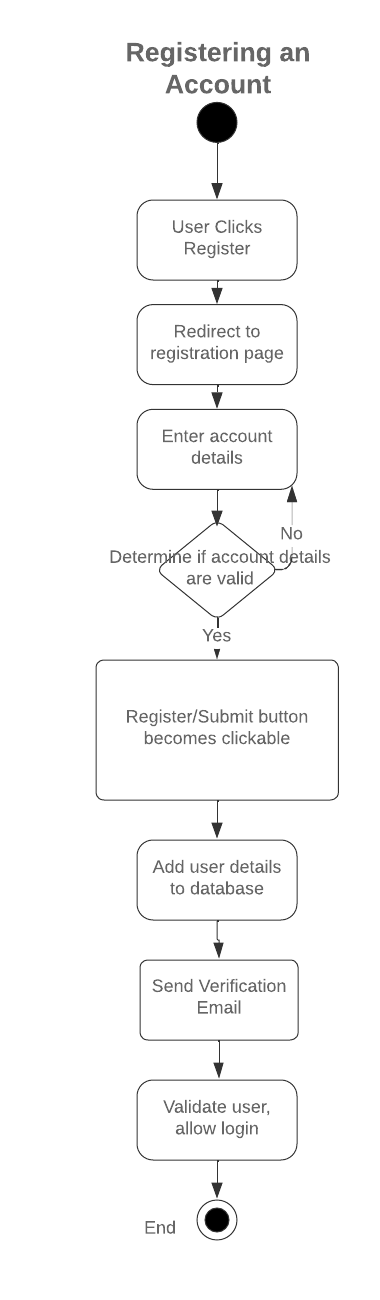 Registering an
Account
User Clicks
Register
Redirect to
registration page
Enter account
details
No
Determine if account details
are valid
Yes
Register/Submit button
becomes clickable
Add user details
to database
Send Verification
Email
Validate user,
allow login
End